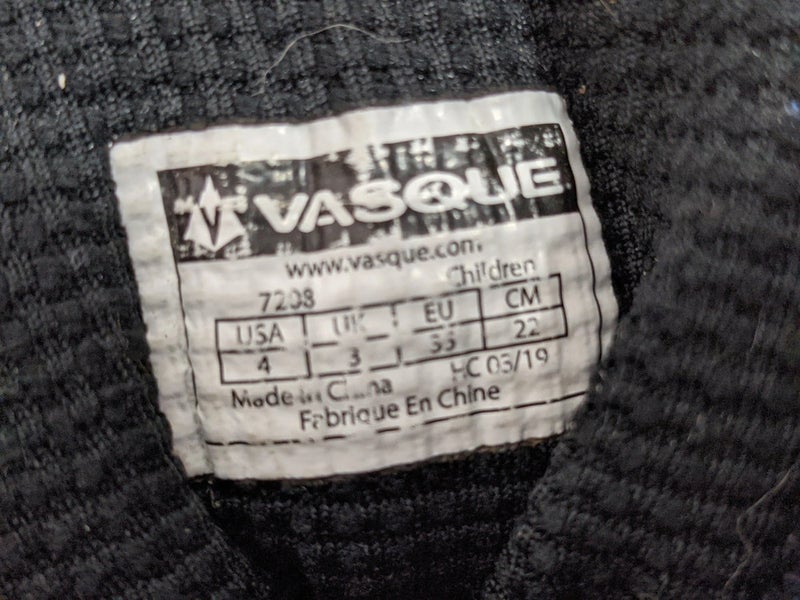 VASQUE
www.vasque.com
Children
7208
USA UK EU CM
4 3 35 22
Made in China HC 03/19
Fabrique En Chine